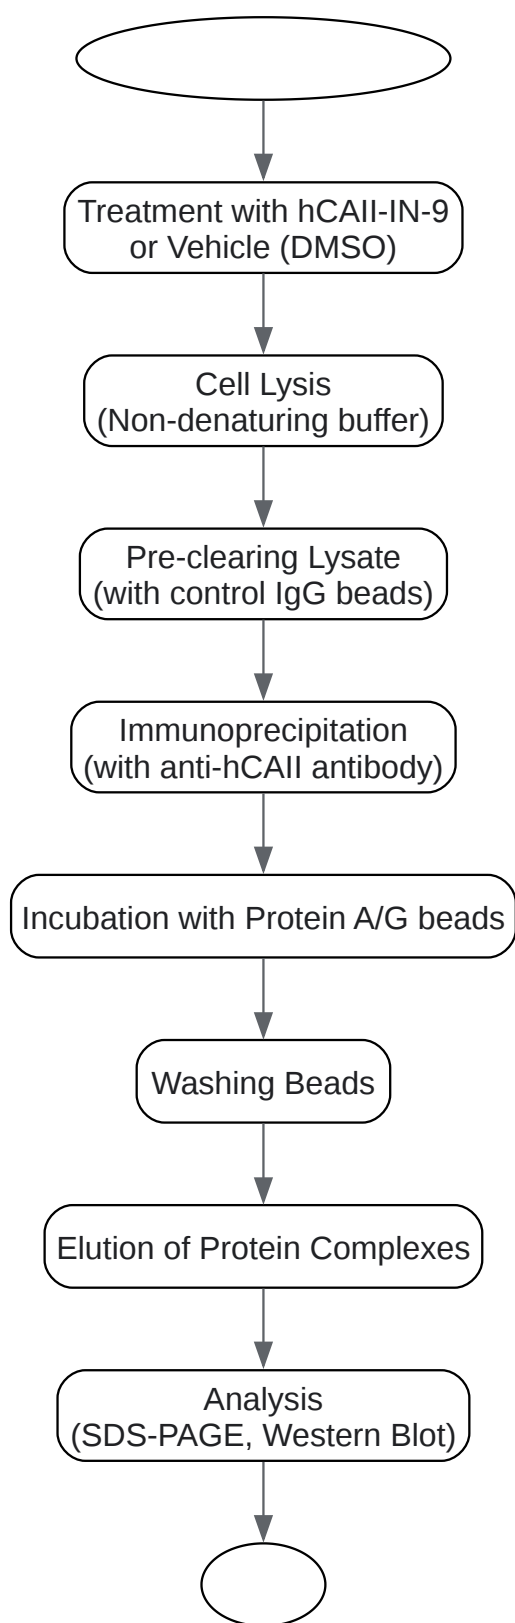 Treatment with hCAII-IN-9
or Vehicle (DMSO)
Cell Lysis
(Non-denaturing buffer)
Pre-clearing Lysate
(with control IgG beads)
Immunoprecipitation
(with anti-hCAII antibody)
Incubation with Protein A/G beads
Washing Beads
Elution of Protein Complexes
Analysis
(SDS-PAGE, Western Blot)